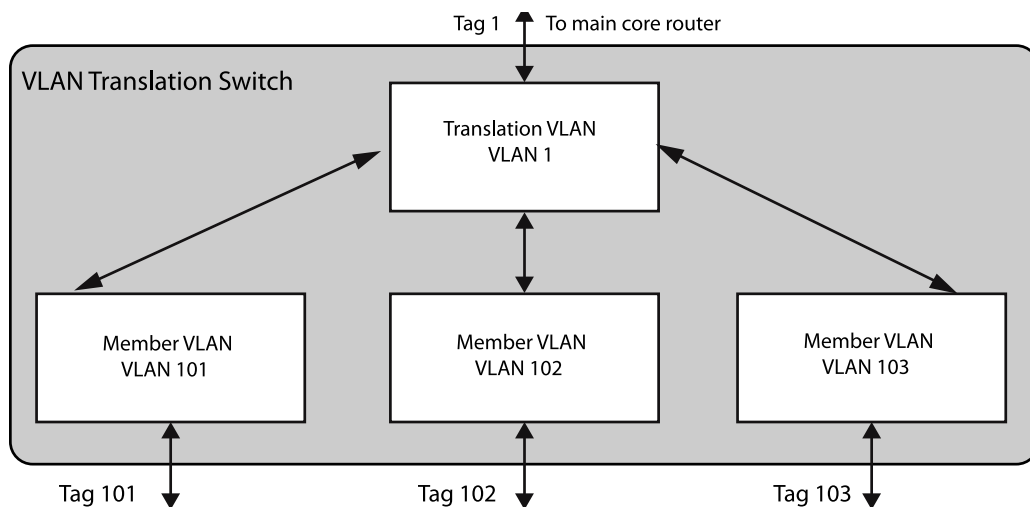 Tag 1
To main core router
VLAN Translation Switch
Translation VLAN
VLAN 1
Member VLAN
VLAN 101
Member VLAN
VLAN 102
Member VLAN
VLAN 103
Tag 101
Tag 102
Tag 103